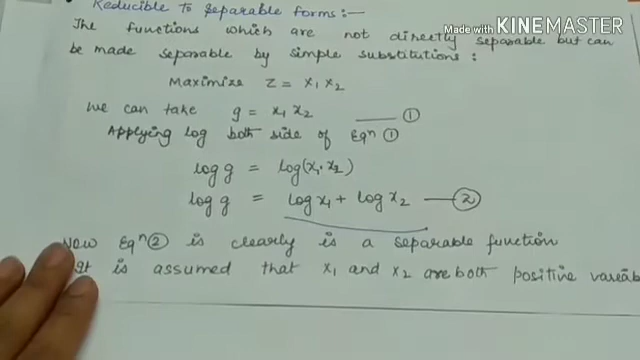 Reducible To Separable forms:—
Made with KINEMASTER
The functions which are not directly separable but can
be made separable by simple substitutions:
Maximize Z = x₁ x₂
we can take g = x₁ x₂ —— ①
Applying log both side of Eqⁿ ①
log g = log(x₁. x₂)
log g = log x₁ + log x₂ —— ②
Now Eqⁿ ② is clearly is a separable function
It is assumed that x₁ and x₂ are both positive variab